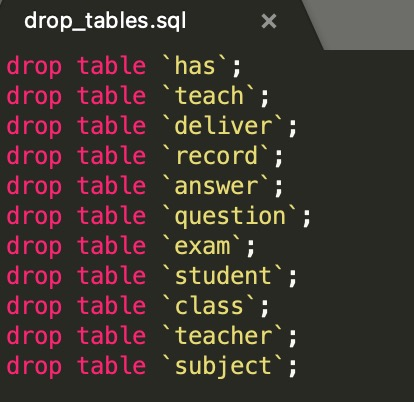 drop_tables.sql ×
drop table `has`;
drop table `teach`;
drop table `deliver`;
drop table `record`;
drop table `answer`;
drop table `question`;
drop table `exam`;
drop table `student`;
drop table `class`;
drop table `teacher`;
drop table `subject`;